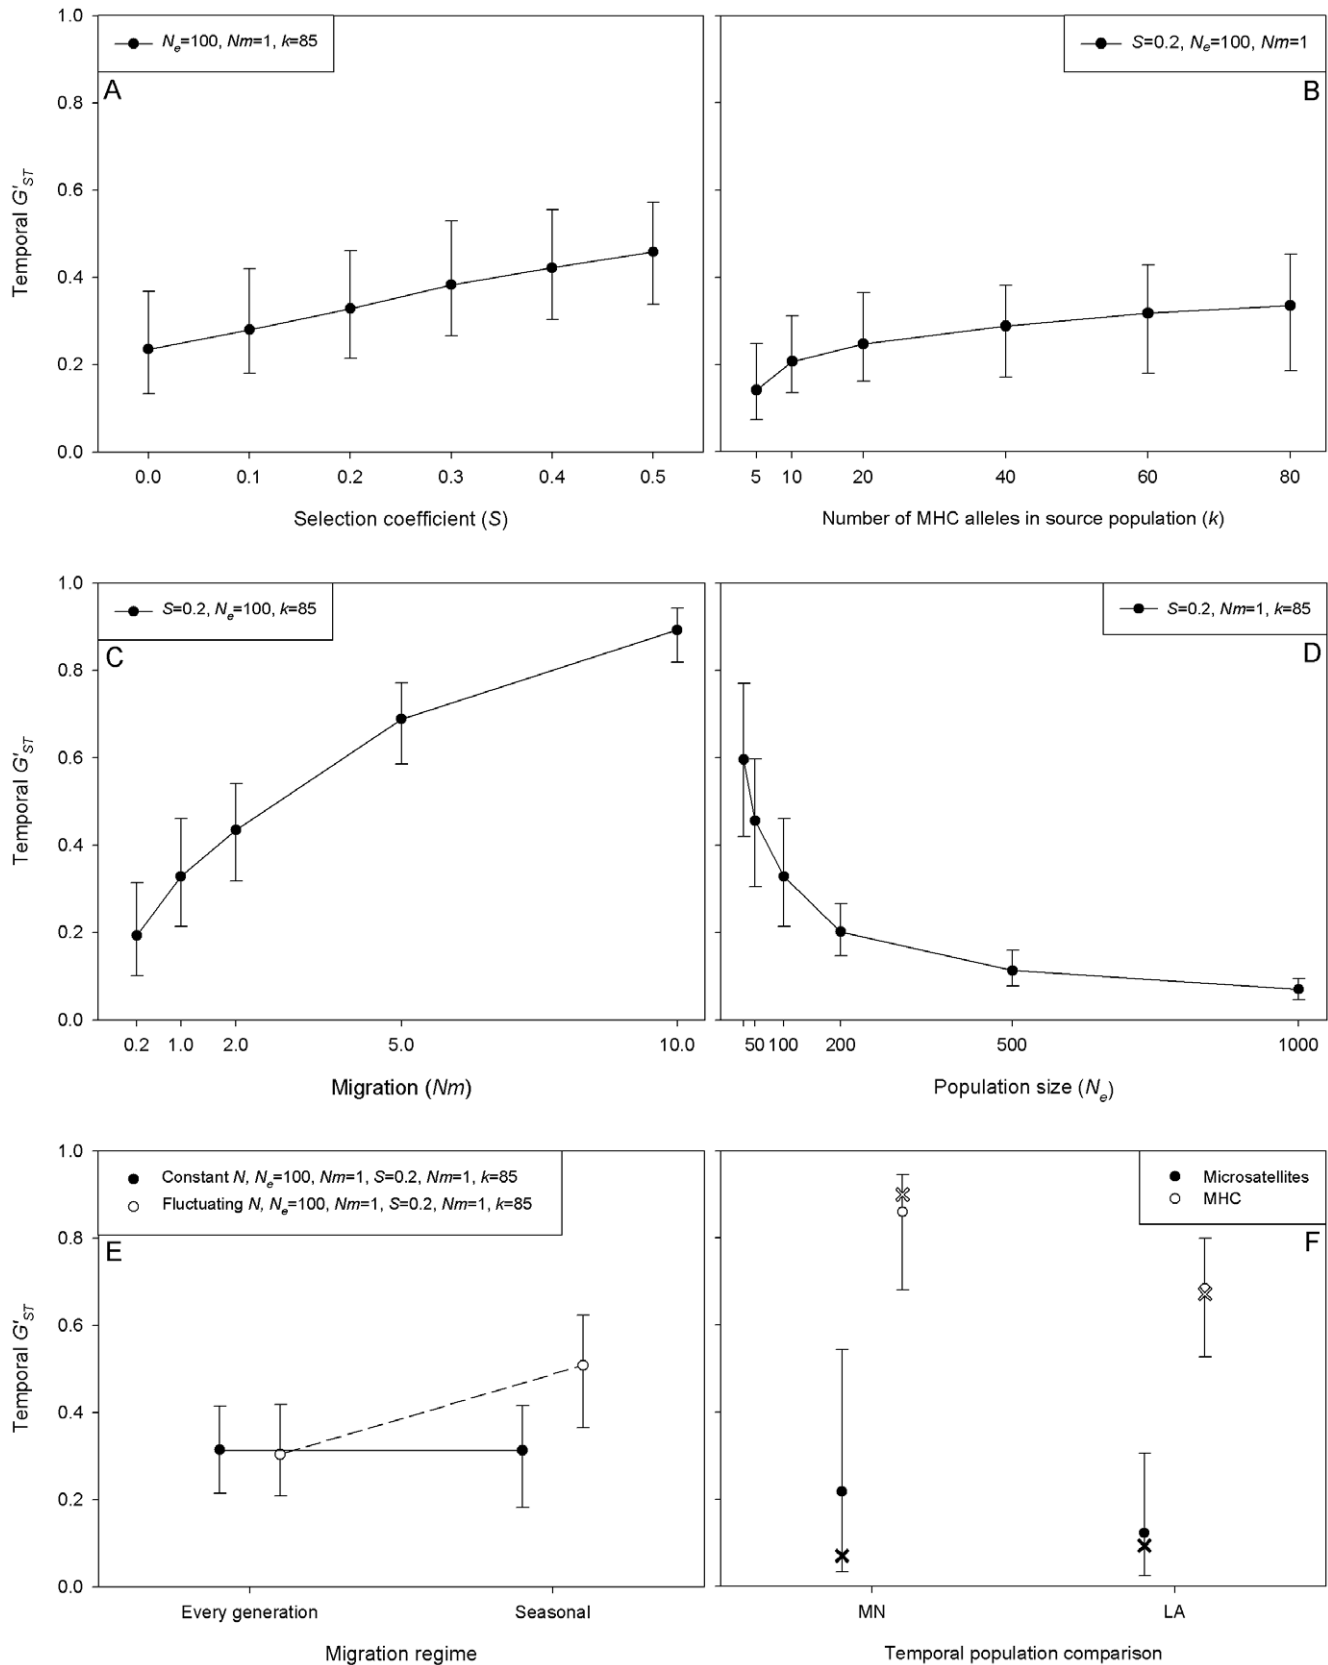 Nₑ=100, Nm=1, k=85
A
1.0
0.8
0.6
0.4
0.2
0.0
Temporal G'ST
0.0 0.1 0.2 0.3 0.4 0.5
Selection coefficient (S)
S=0.2, Nₑ=100, Nm=1
B
5 10 20 40 60 80
Number of MHC alleles in source population (k)
S=0.2, Nₑ=100, k=85
C
1.0
0.8
0.6
0.4
0.2
0.0
Temporal G'ST
0.2 1.0 2.0 5.0 10.0
Migration (Nm)
S=0.2, Nm=1, k=85
D
50 100 200 500 1000
Population size (Nₑ)
Constant N, Nₑ=100, Nm=1, S=0.2, Nm=1, k=85
Fluctuating N, Nₑ=100, Nm=1, S=0.2, Nm=1, k=85
E
1.0
0.8
0.6
0.4
0.2
0.0
Temporal G'ST
Every generation Seasonal
Migration regime
Microsatellites
MHC
F
MN LA
Temporal population comparison